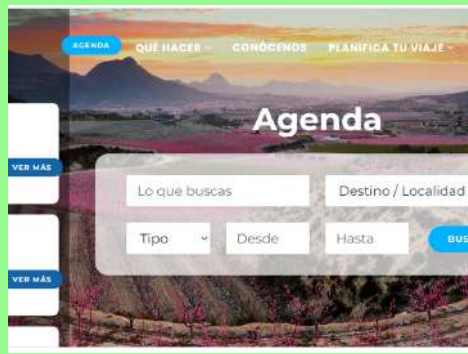 AGENDA QUÉ HACER CONÓCENOS PLANIFICA TU VIAJE
Agenda
VER MÁS
Lo que buscas Destino / Localidad
Tipo Desde Hasta BUS
VER MÁS